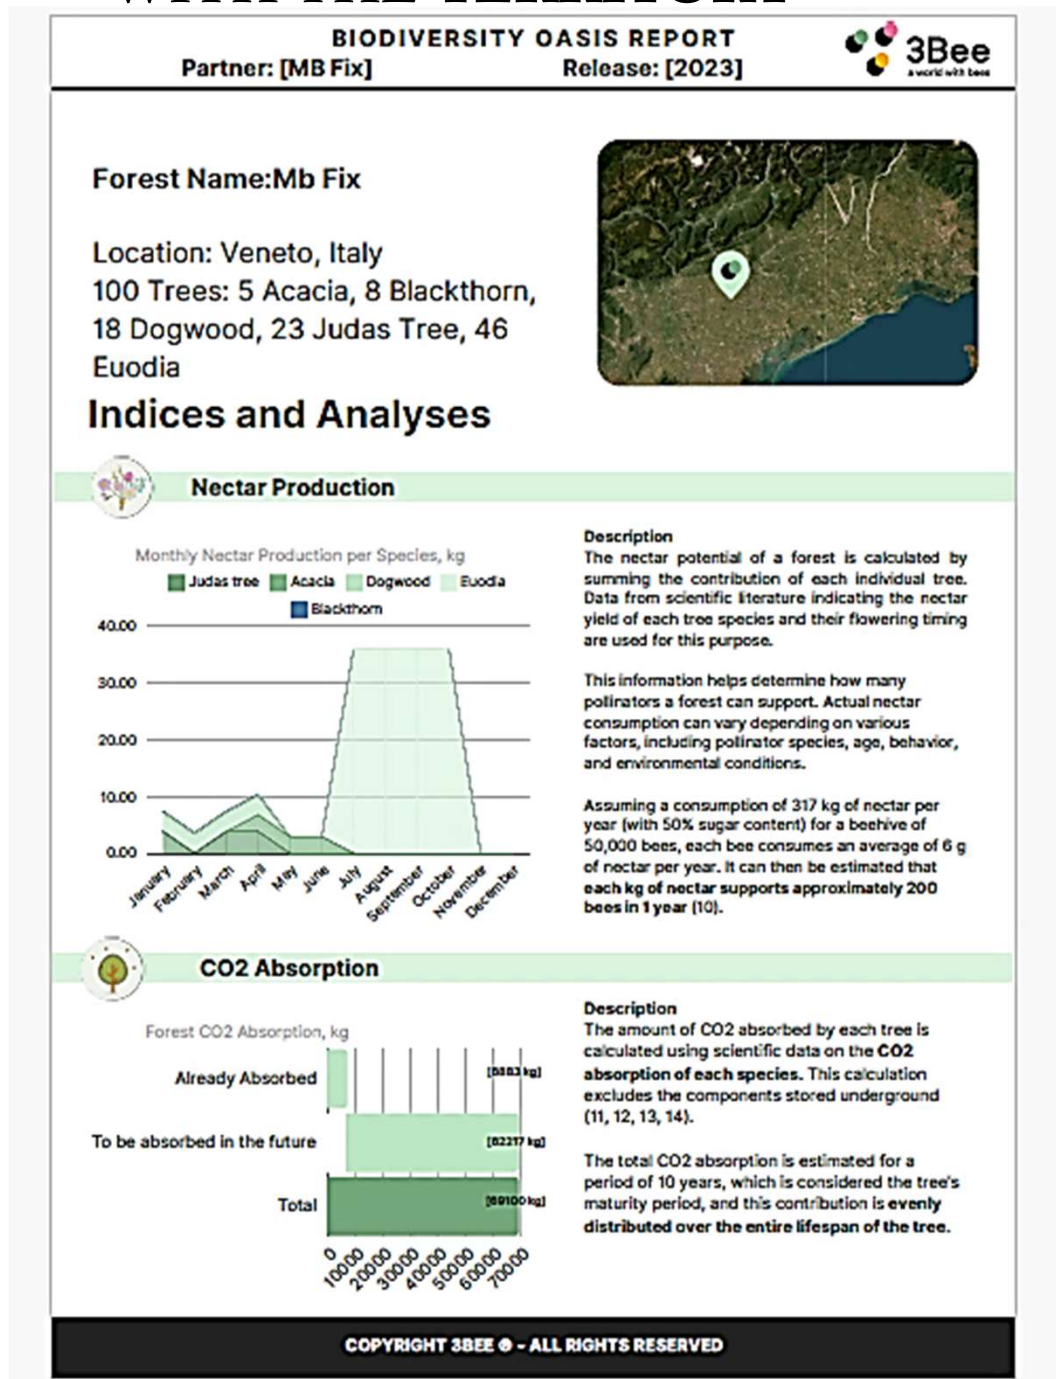 WITH THE TERRITORY
BIODIVERSITY OASIS REPORT
Partner: [MB Fix]
Release: [2023]
3Bee
a world with bees
Forest Name:Mb Fix
Location: Veneto, Italy
100 Trees: 5 Acacia, 8 Blackthorn,
18 Dogwood, 23 Judas Tree, 46
Euodia
Indices and Analyses
Nectar Production
Monthly Nectar Production per Species, kg
Judas tree
Acacia
Dogwood
Euodia
Blackthorn
40.00
30.00
20.00
10.00
0.00
January
February
March
April
May
June
July
August
September
October
November
December
Description
The nectar potential of a forest is calculated by
summing the contribution of each individual tree.
Data from scientific literature indicating the nectar
yield of each tree species and their flowering timing
are used for this purpose.
This information helps determine how many
pollinators a forest can support. Actual nectar
consumption can vary depending on various
factors, including pollinator species, age, behavior,
and environmental conditions.
Assuming a consumption of 317 kg of nectar per
year (with 50% sugar content) for a beehive of
50,000 bees, each bee consumes an average of 6 g
of nectar per year. It can then be estimated that
each kg of nectar supports approximately 200
bees in 1 year (10).
CO2 Absorption
Forest CO2 Absorption, kg
Already Absorbed
[6883 kg]
To be absorbed in the future
[62217 kg]
Total
[69100 kg]
0
10000
20000
30000
40000
50000
60000
70000
Description
The amount of CO2 absorbed by each tree is
calculated using scientific data on the CO2
absorption of each species. This calculation
excludes the components stored underground
(11, 12, 13, 14).
The total CO2 absorption is estimated for a
period of 10 years, which is considered the tree's
maturity period, and this contribution is evenly
distributed over the entire lifespan of the tree.
COPYRIGHT 3BEE ® - ALL RIGHTS RESERVED